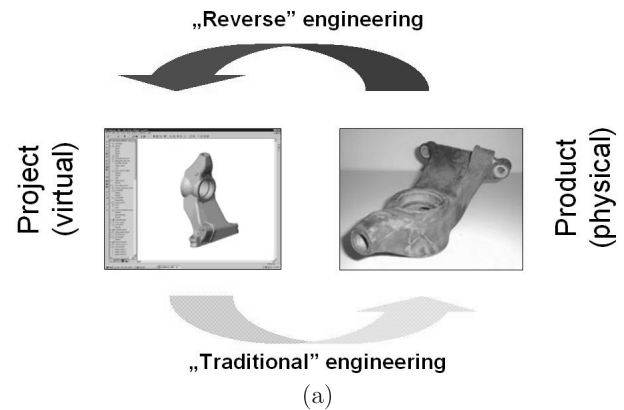 „Reverse” engineering
Project
(virtual)
Product
(physical)
„Traditional” engineering
(a)